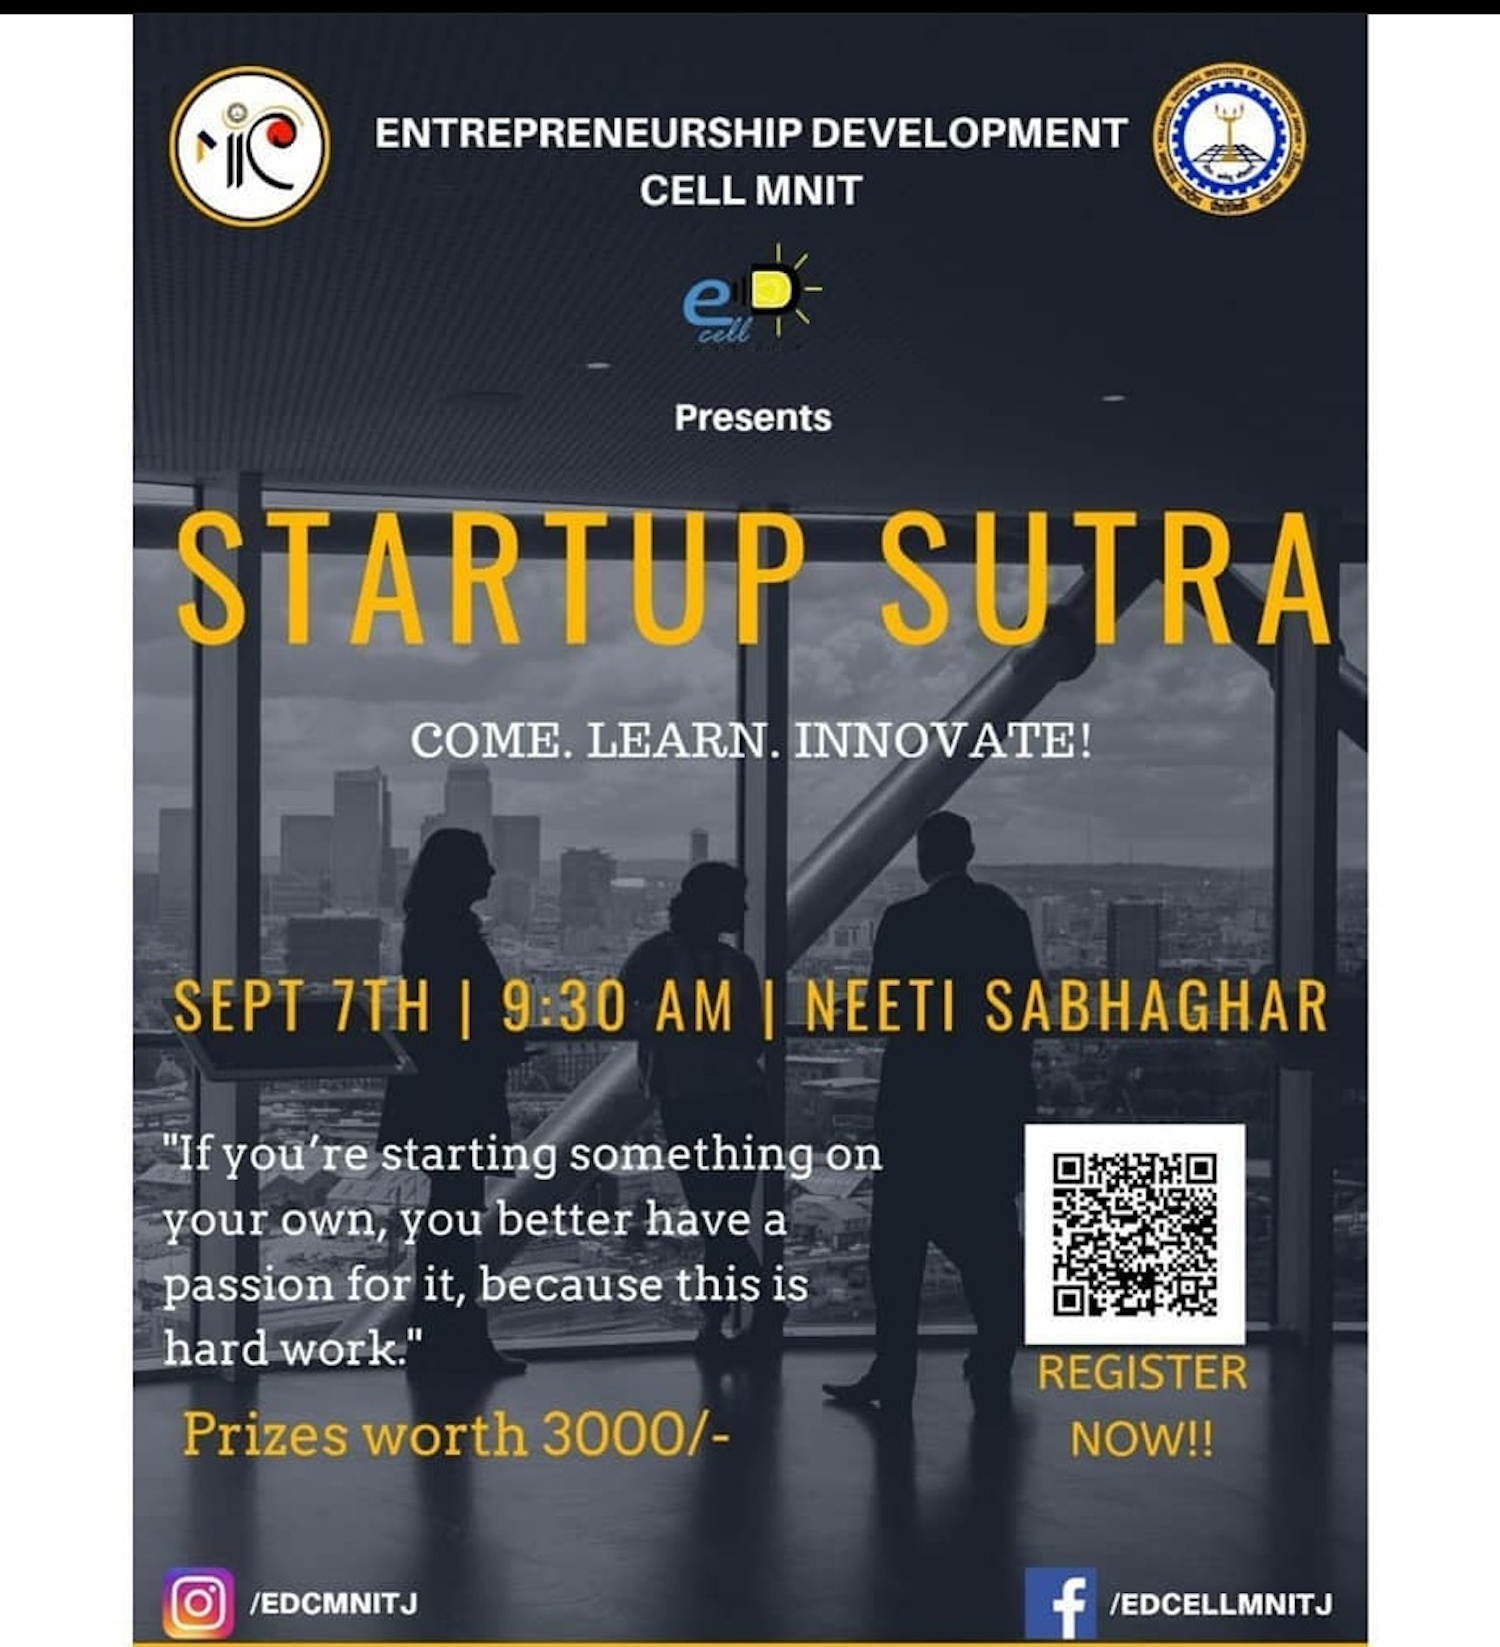 ENTREPRENEURSHIP DEVELOPMENT
CELL MNIT
eD
cell
Presents
STARTUP SUTRA
COME. LEARN. INNOVATE!
SEPT 7TH | 9:30 AM | NEETI SABHAGHAR
"If you’re starting something on
your own, you better have a
passion for it, because this is
hard work."
Prizes worth 3000/-
REGISTER
NOW!!
/EDCMNITJ
/EDCELLMNITJ